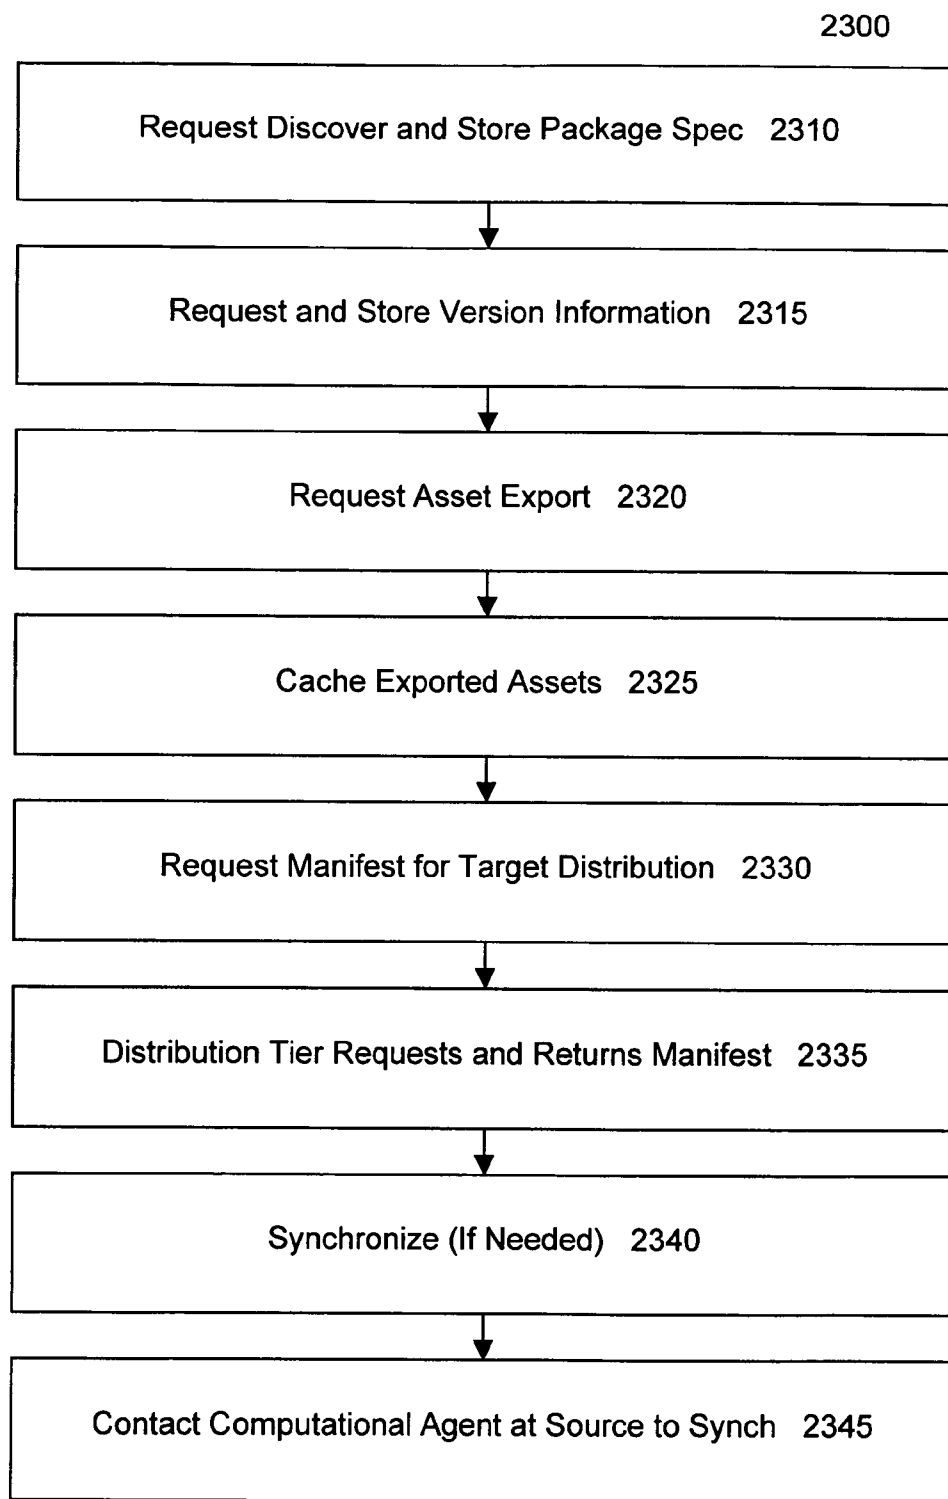 2300
Request Discover and Store Package Spec 2310
Request and Store Version Information 2315
Request Asset Export 2320
Cache Exported Assets 2325
Request Manifest for Target Distribution 2330
Distribution Tier Requests and Returns Manifest 2335
Synchronize (If Needed) 2340
Contact Computational Agent at Source to Synch 2345